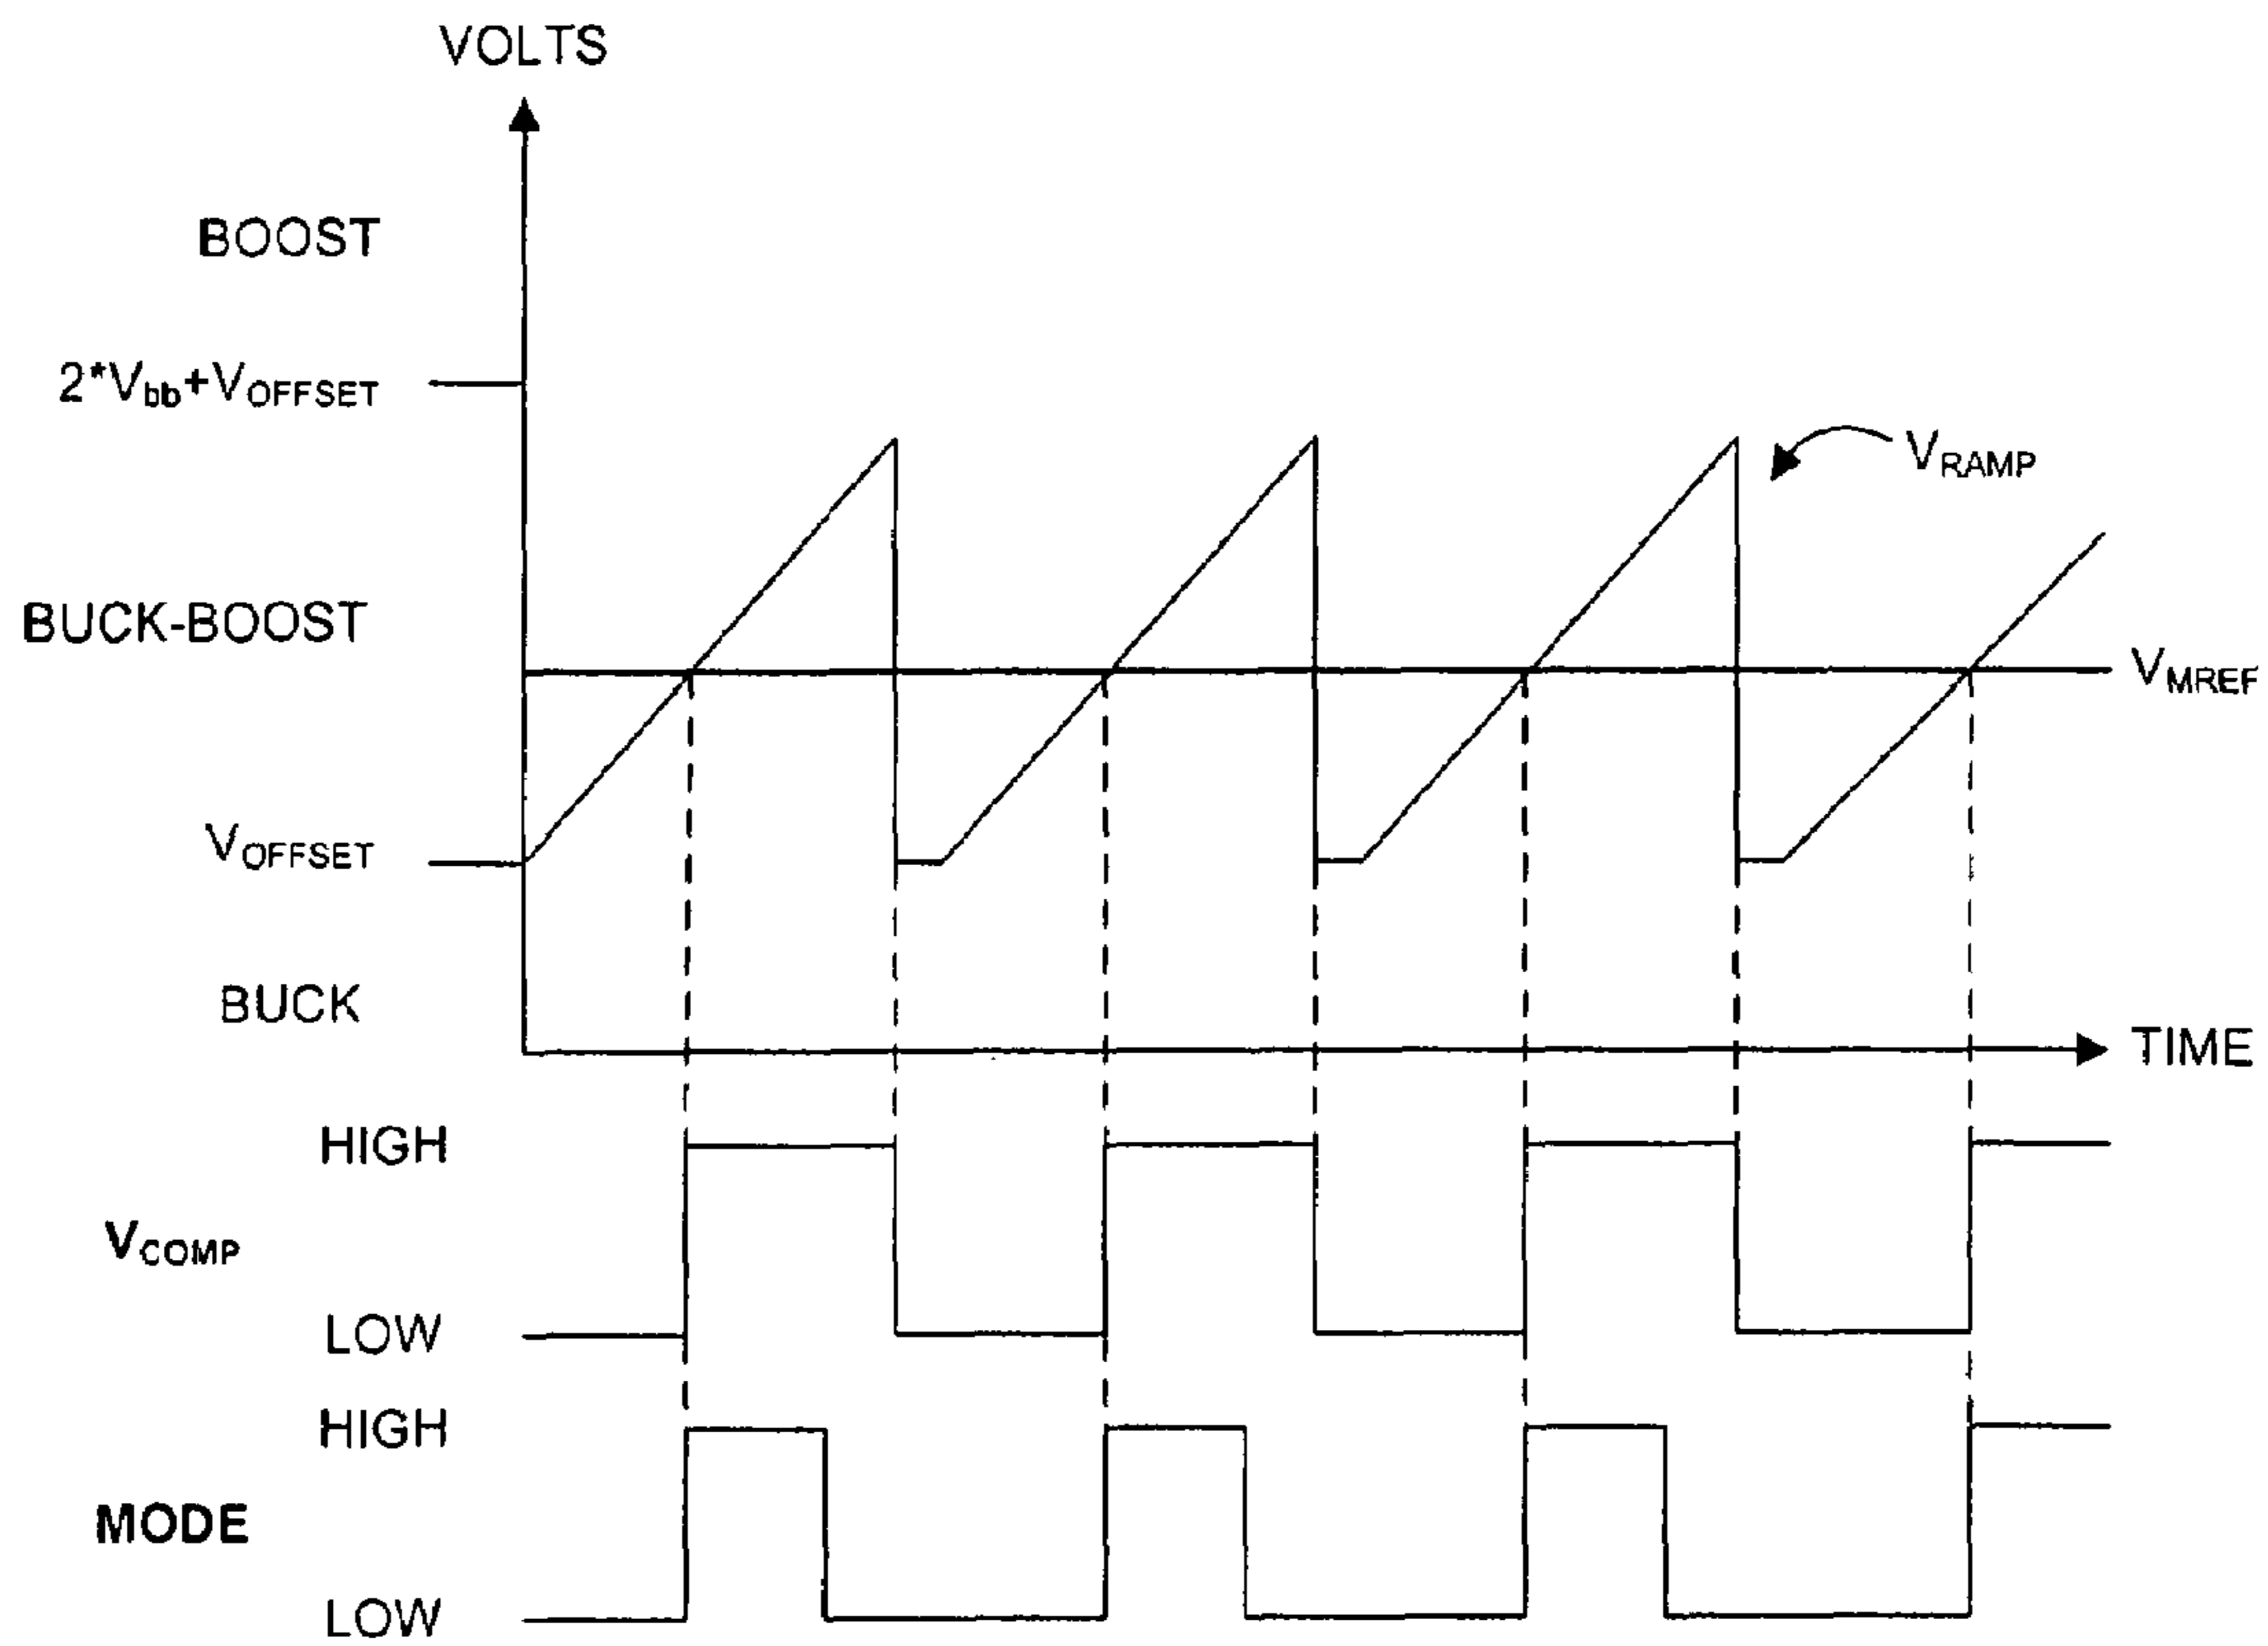 VOLTS
BOOST
2*Vbb+VOFFSET
VRAMP
BUCK-BOOST
VMREF
VOFFSET
BUCK
TIME
HIGH
VCOMP
LOW
HIGH
MODE
LOW